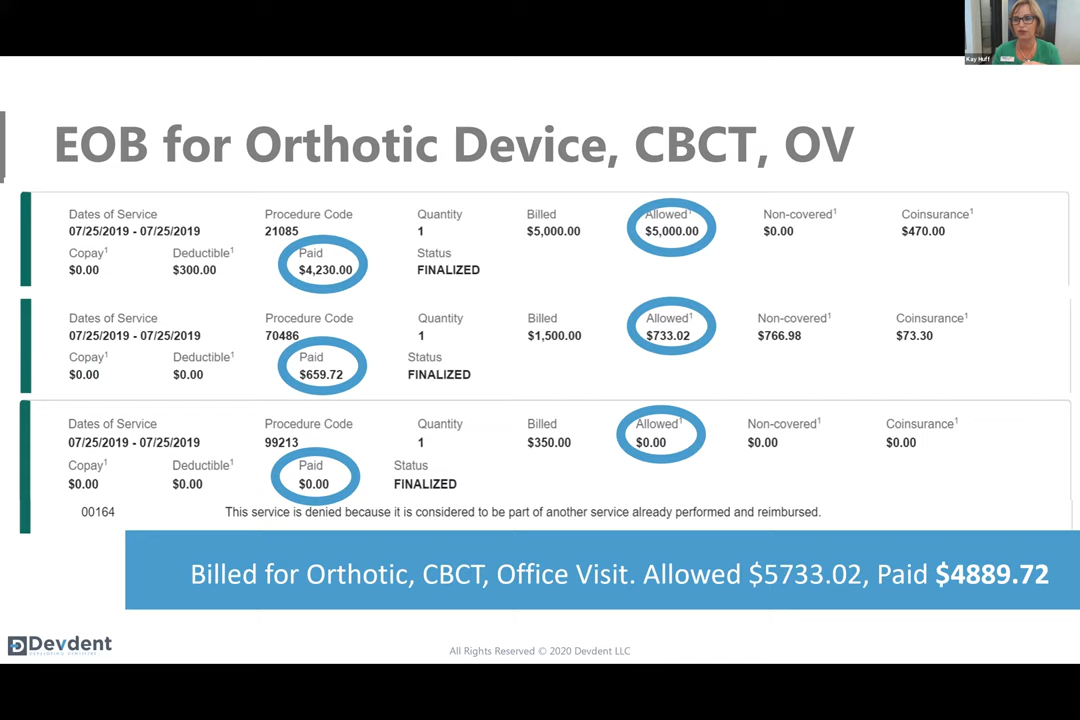 Kay Huff
EOB for Orthotic Device, CBCT, OV
Dates of Service Procedure Code Quantity Billed Allowed¹ Non-covered¹ Coinsurance¹
07/25/2019 - 07/25/2019 21085 1 $5,000.00 $5,000.00 $0.00 $470.00
Copay¹ Deductible¹ Paid Status
$0.00 $300.00 $4,230.00 FINALIZED
Dates of Service Procedure Code Quantity Billed Allowed¹ Non-covered¹ Coinsurance¹
07/25/2019 - 07/25/2019 70486 1 $1,500.00 $733.02 $766.98 $73.30
Copay¹ Deductible¹ Paid Status
$0.00 $0.00 $659.72 FINALIZED
Dates of Service Procedure Code Quantity Billed Allowed¹ Non-covered¹ Coinsurance¹
07/25/2019 - 07/25/2019 99213 1 $350.00 $0.00 $0.00 $0.00
Copay¹ Deductible¹ Paid Status
$0.00 $0.00 $0.00 FINALIZED
00164 This service is denied because it is considered to be part of another service already performed and reimbursed.
Billed for Orthotic, CBCT, Office Visit. Allowed $5733.02, Paid $4889.72
Devdent
All Rights Reserved © 2020 Devdent LLC